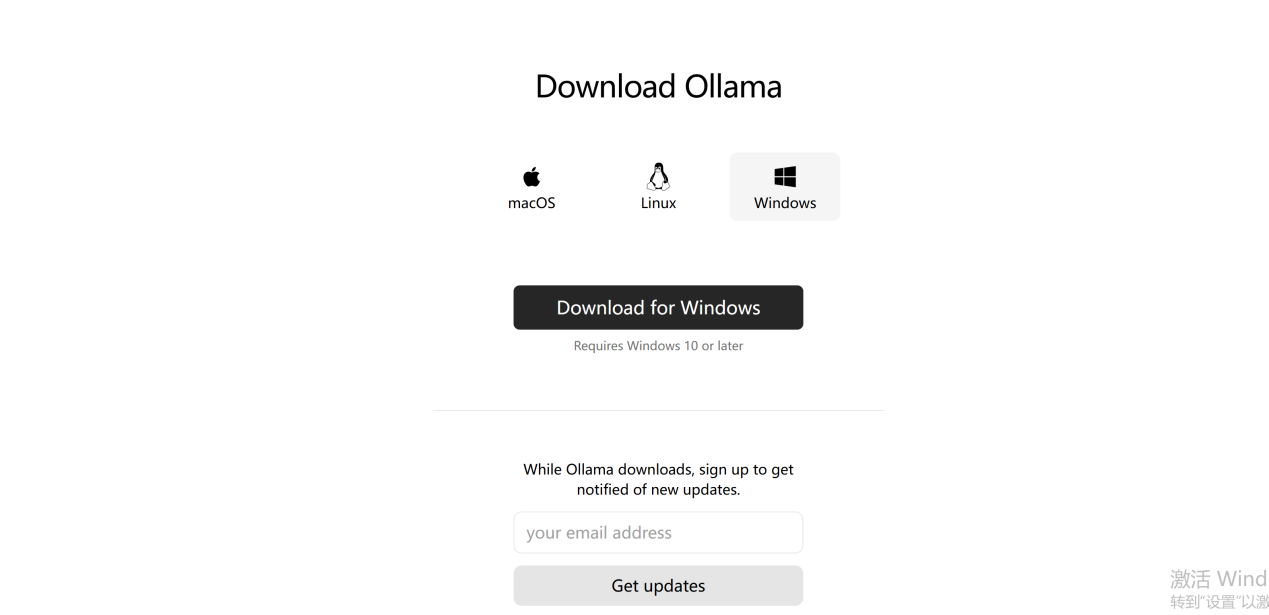 Download Ollama
macOS
Linux
Windows
Download for Windows
Requires Windows 10 or later
While Ollama downloads, sign up to get
notified of new updates.
your email address
Get updates
激活 Wind
转到“设置”以激